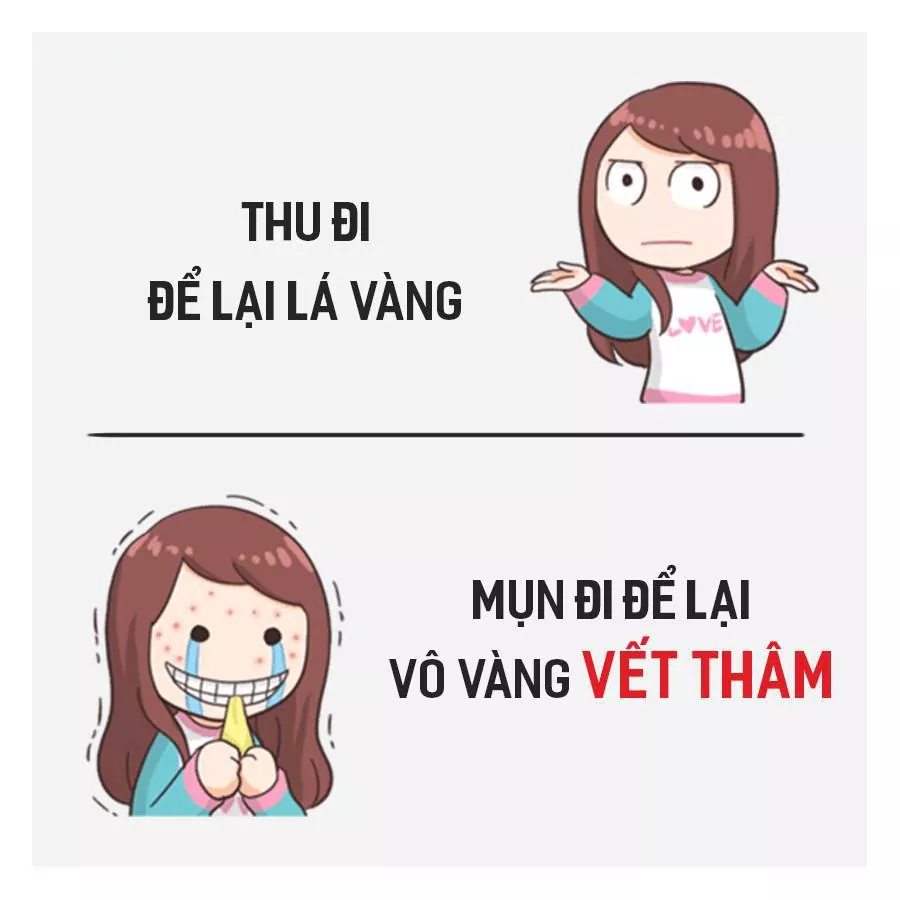 THU ĐI
ĐỂ LẠI LÁ VÀNG
LOVE
MỤN ĐI ĐỂ LẠI
VÔ VÀNG VẾT THÂM